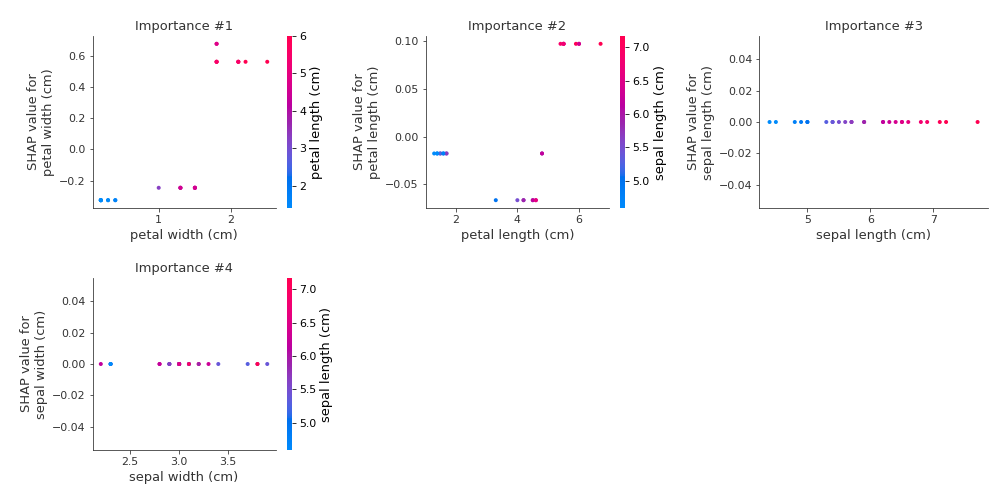 Importance #1
SHAP value for
petal width (cm)
0.6
0.4
0.2
0.0
−0.2
1
2
petal width (cm)
6
5
4
3
2
petal length (cm)
Importance #2
SHAP value for
petal length (cm)
0.10
0.05
0.00
−0.05
2
4
6
petal length (cm)
7.0
6.5
6.0
5.5
5.0
sepal length (cm)
Importance #3
SHAP value for
sepal length (cm)
0.04
0.02
0.00
−0.02
−0.04
5
6
7
sepal length (cm)
Importance #4
SHAP value for
sepal width (cm)
0.04
0.02
0.00
−0.02
−0.04
2.5
3.0
3.5
sepal width (cm)
7.0
6.5
6.0
5.5
5.0
sepal length (cm)